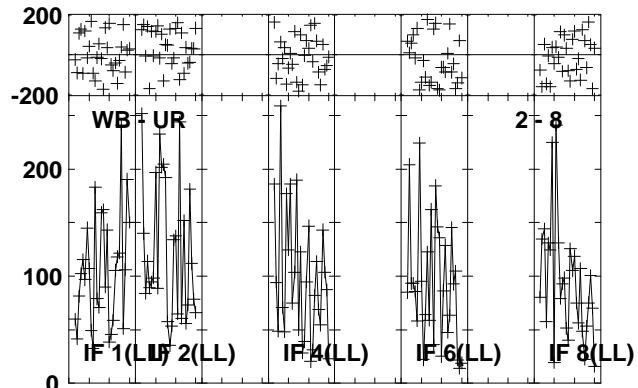 200
-200
WB - UR 2 - 8
200
100
0
IF 1(LL) IF 2(LL) IF 4(LL) IF 6(LL) IF 8(LL)